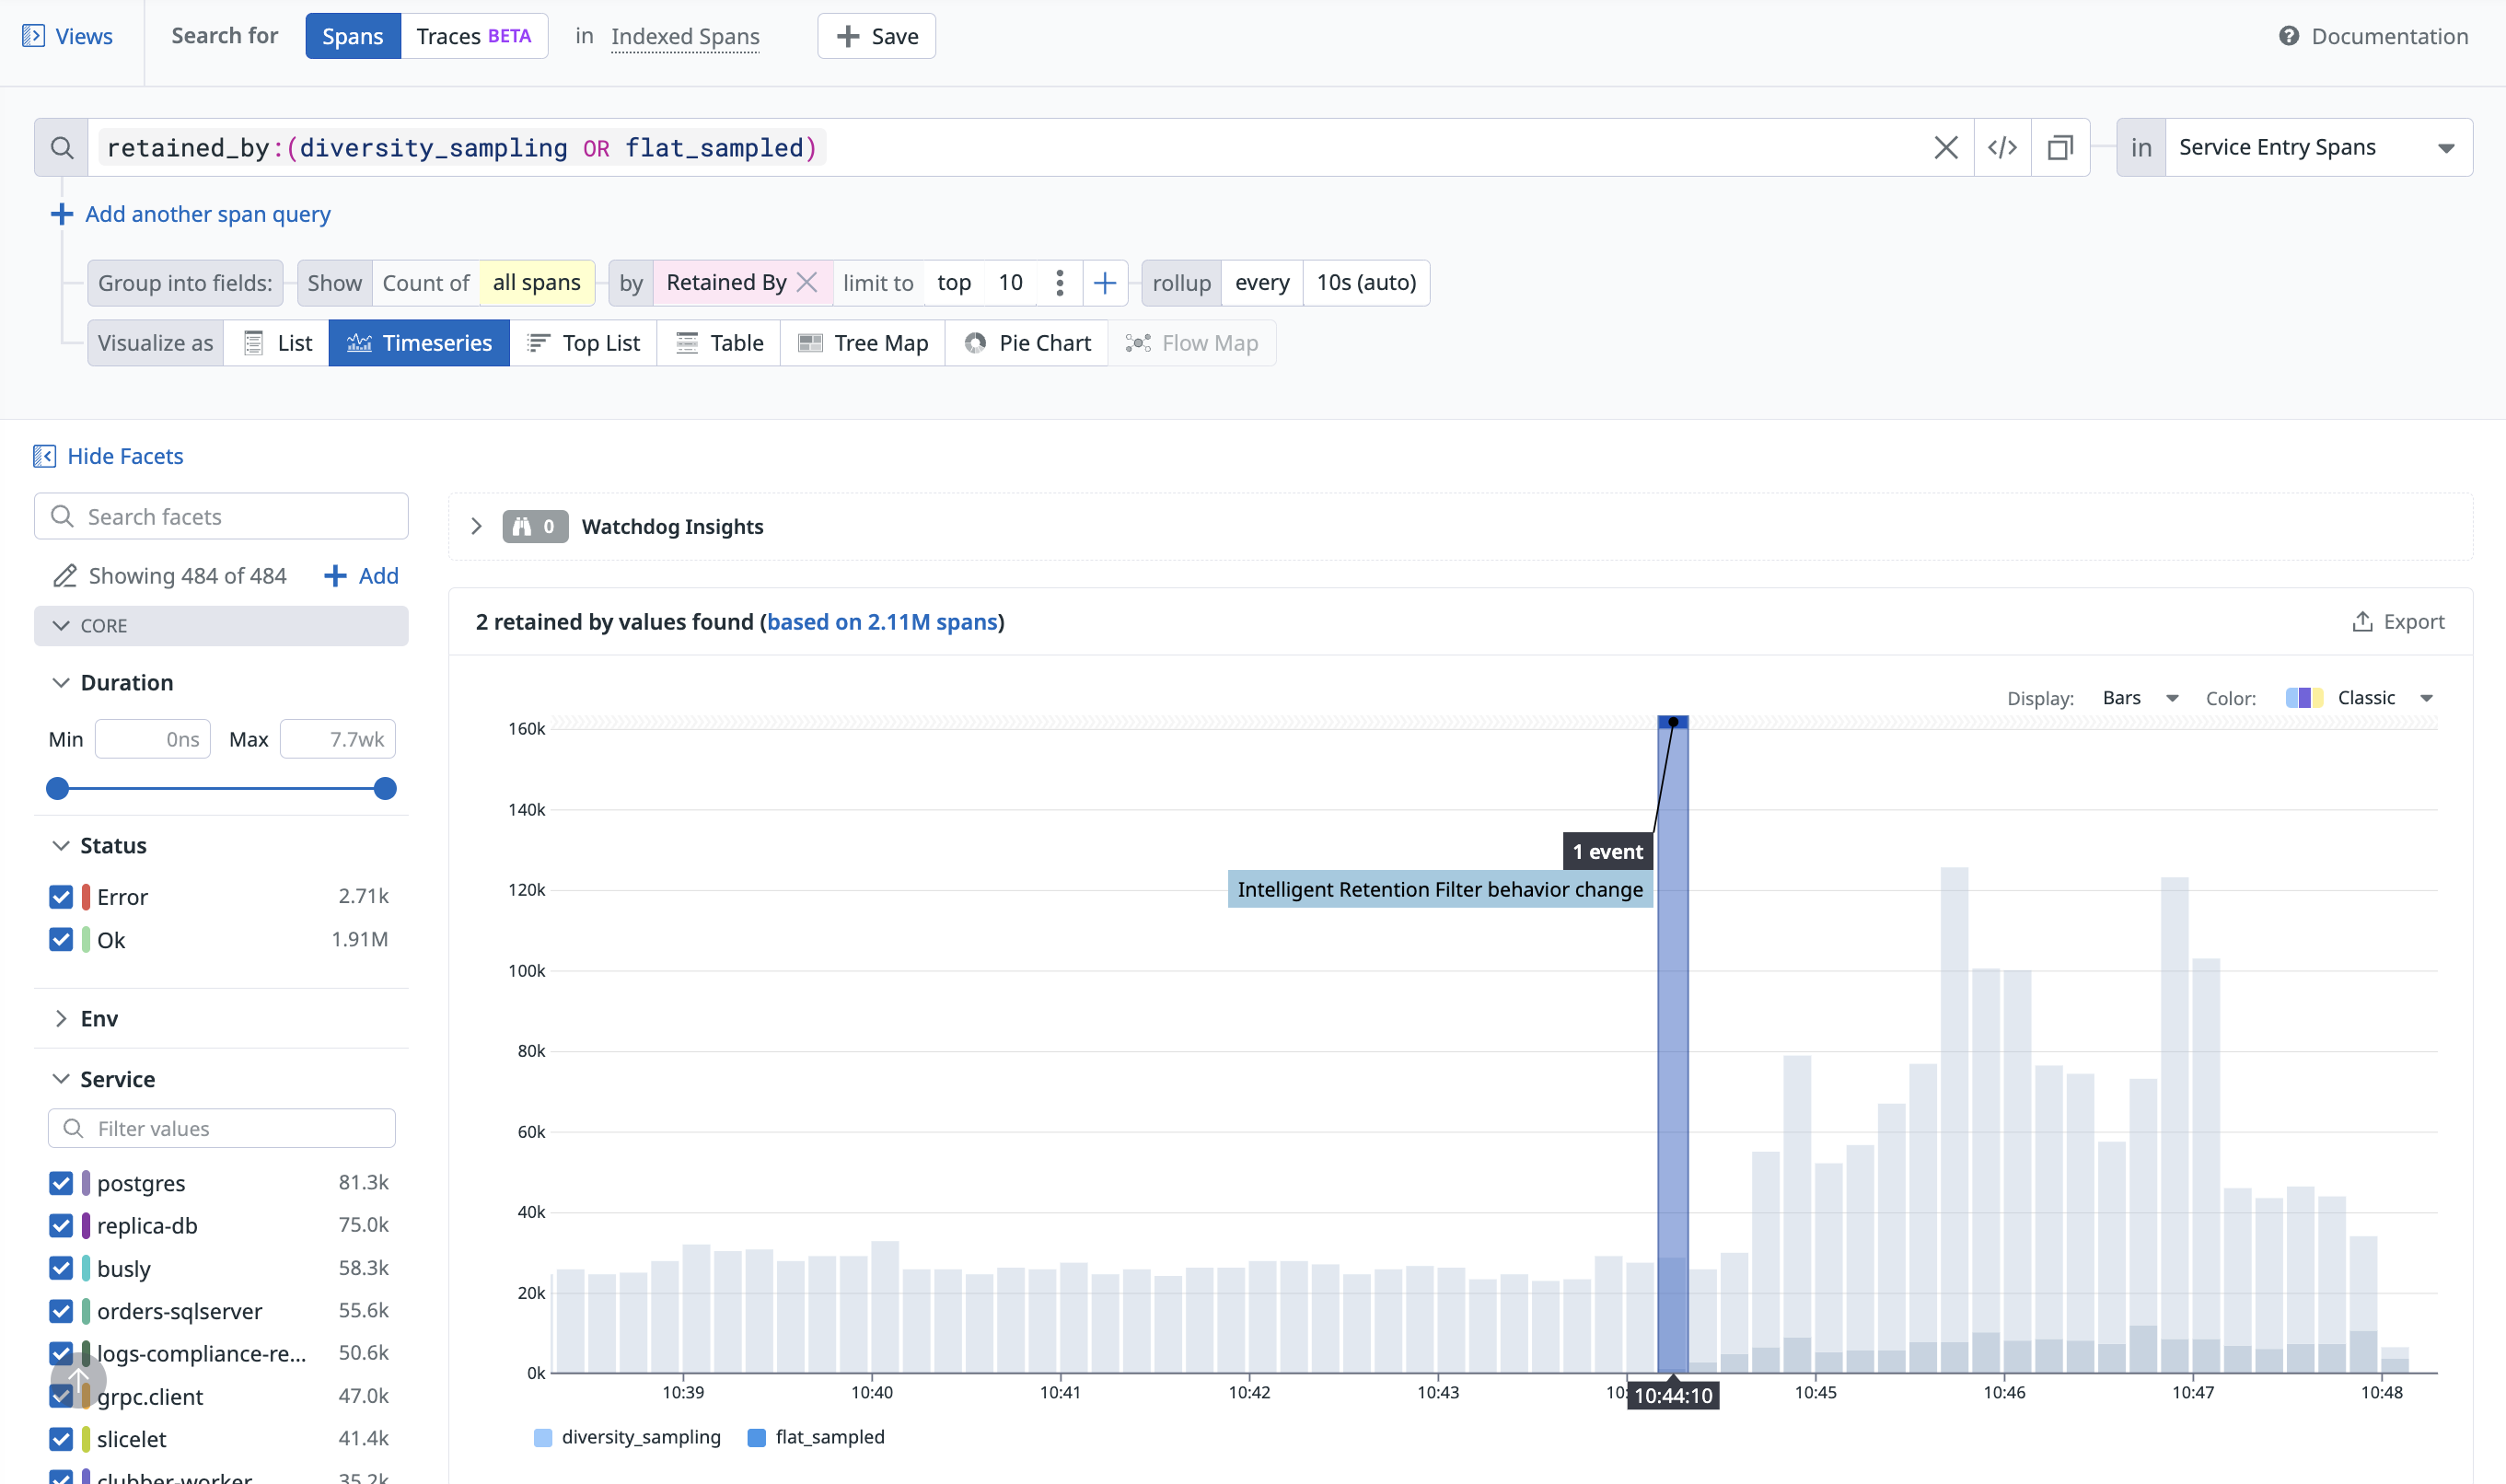 Views Search for Spans Traces BETA in Indexed Spans Save Documentation
retained_by:(diversity_sampling OR flat_sampled) </> in Service Entry Spans
Add another span query
Group into fields: Show Count of all spans by Retained By limit to top 10 rollup every 10s (auto)
Visualize as List Timeseries Top List Table Tree Map Pie Chart Flow Map
Hide Facets
Search facets
Showing 484 of 484 Add
CORE
Duration
Min 0ns Max 7.7wk
Status
Error 2.71k
Ok 1.91M
Env
Service
Filter values
postgres 81.3k
replica-db 75.0k
busly 58.3k
orders-sqlserver 55.6k
logs-compliance-re... 50.6k
grpc.client 47.0k
slicelet 41.4k
clubber-worker 35.2k
0 Watchdog Insights
2 retained by values found (based on 2.11M spans) Export
Display: Bars Color: Classic
160k
140k
1 event
120k
Intelligent Retention Filter behavior change
100k
80k
60k
40k
20k
0k
10:39 10:40 10:41 10:42 10:43 10:44:10 10:45 10:46 10:47 10:48
diversity_sampling flat_sampled